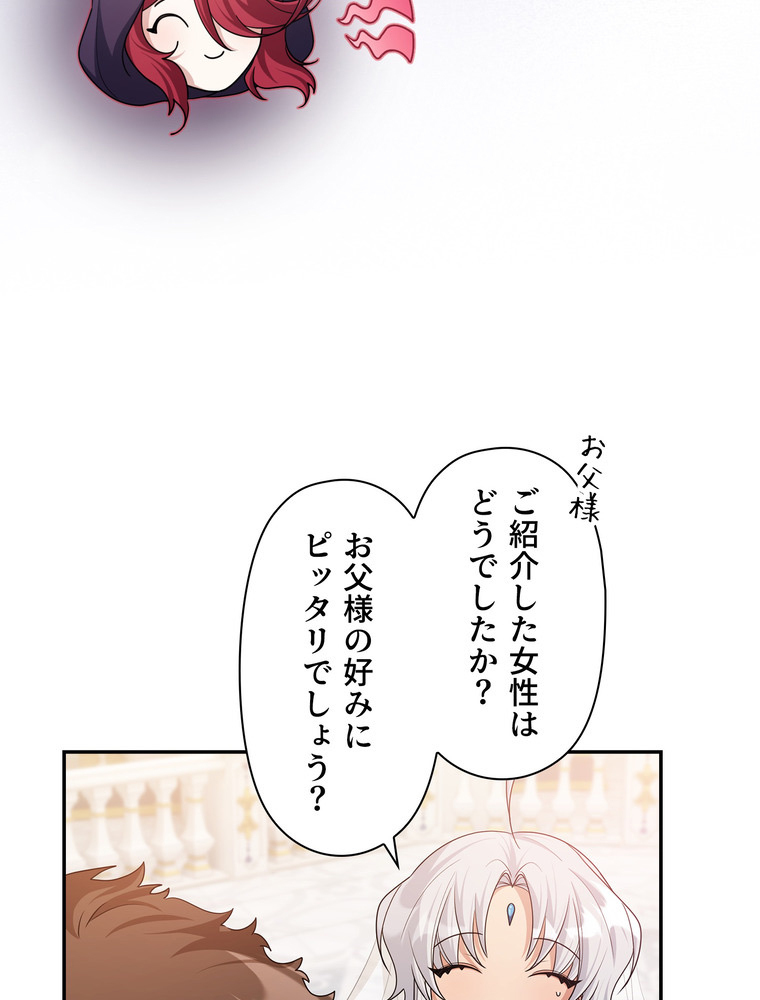 お父様
ご紹介した女性は
どうでしたか？
お父様の好みに
ピッタリでしょう？